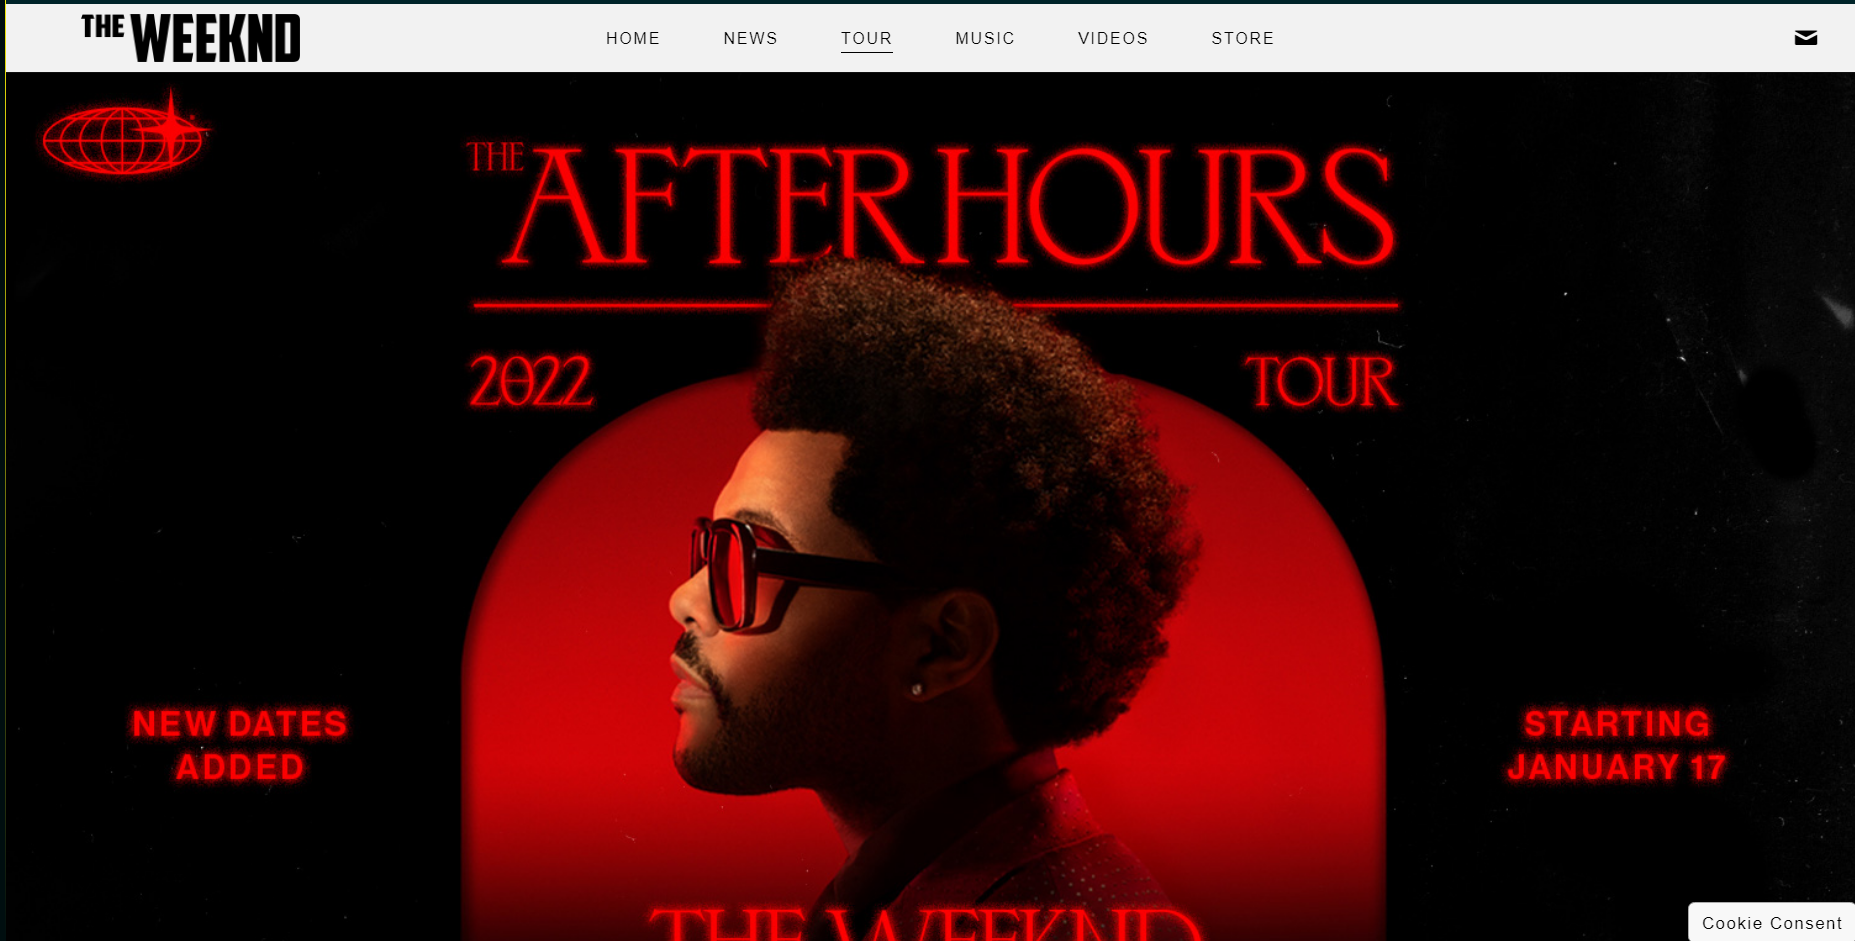 THE WEEKND
HOME NEWS TOUR MUSIC VIDEOS STORE
THE AFTER HOURS
2022 TOUR
NEW DATES
ADDED
STARTING
JANUARY 17
THE WEEKND
Cookie Consent